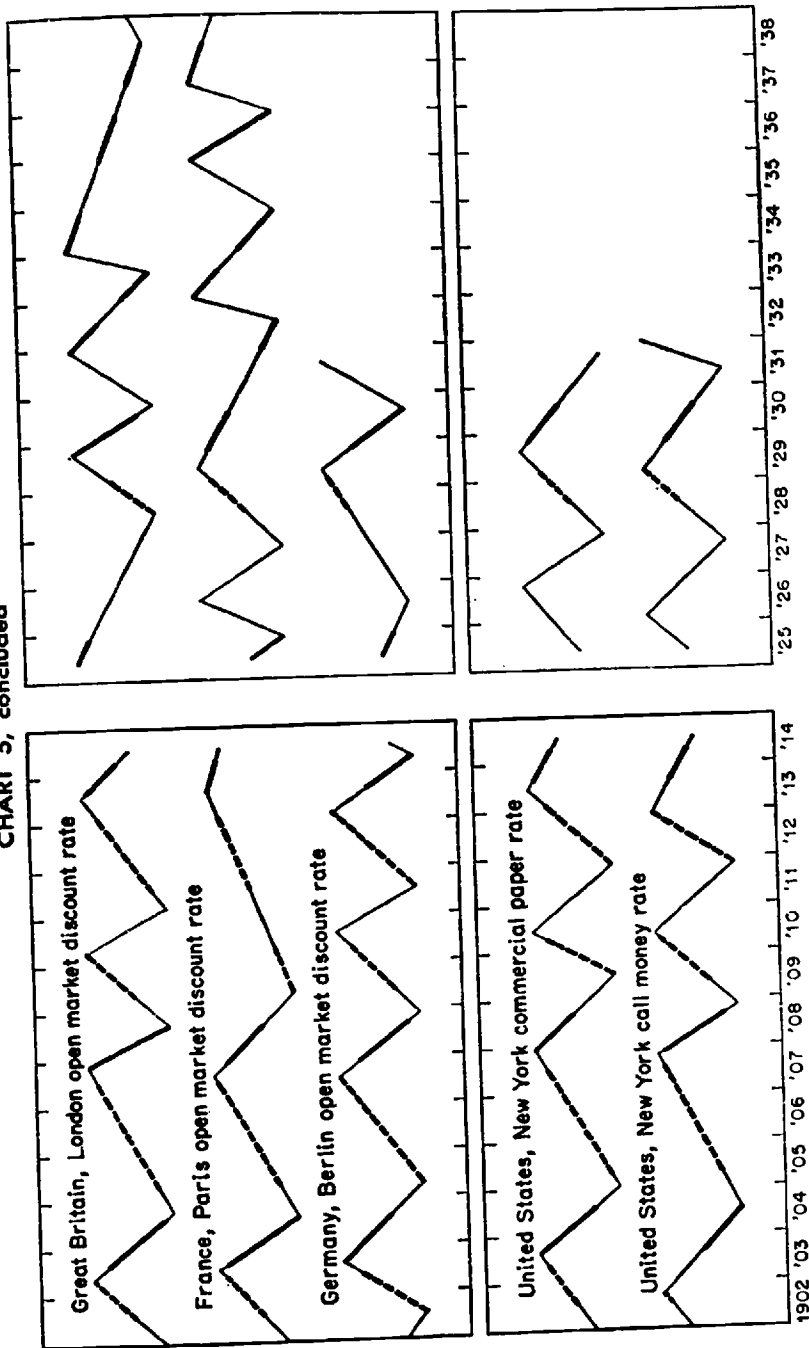 CHART 5, concluded
Great Britain, London open market discount rate
France, Paris open market discount rate
Germany, Berlin open market discount rate
United States, New York commercial paper rate
United States, New York call money rate
1902 '03 '04 '05 '06 '07 '08 '09 '10 '11 '12 '13 '14
'25 '26 '27 '28 '29 '30 '31 '32 '33 '34 '35 '36 '37 '38